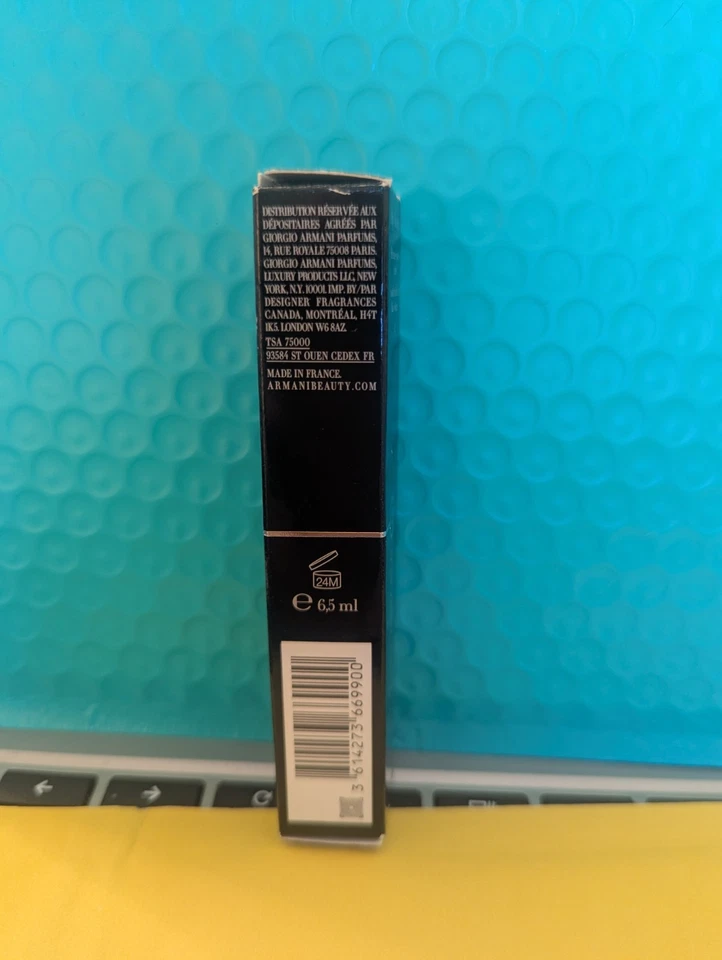 DISTRIBUTION RÉSERVÉE AUX
DÉPOSITAIRES AGRÉÉS PAR
GIORGIO ARMANI PARFUMS,
14, RUE ROYALE 75008 PARIS.
GIORGIO ARMANI PARFUMS,
LUXURY PRODUCTS LLC, NEW
YORK, N.Y. 10001. IMP. BY/PAR
DESIGNER FRAGRANCES
CANADA, MONTRÉAL, H4T
1K5. LONDON W6 8AZ.
TSA 75000
93584 ST OUEN CEDEX FR
MADE IN FRANCE.
ARMANIBEAUTY.COM
24M
e 6,5 ml
3 614273 669900